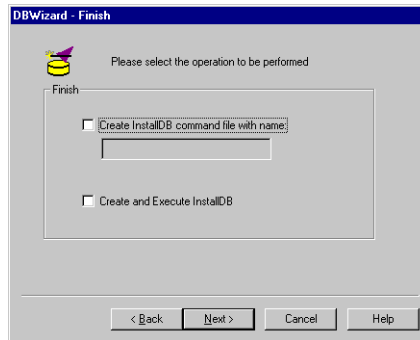 DBWizard - Finish
Please select the operation to be performed
Finish
Create InstallDB command file with name:
Create and Execute InstallDB
< Back Next > Cancel Help